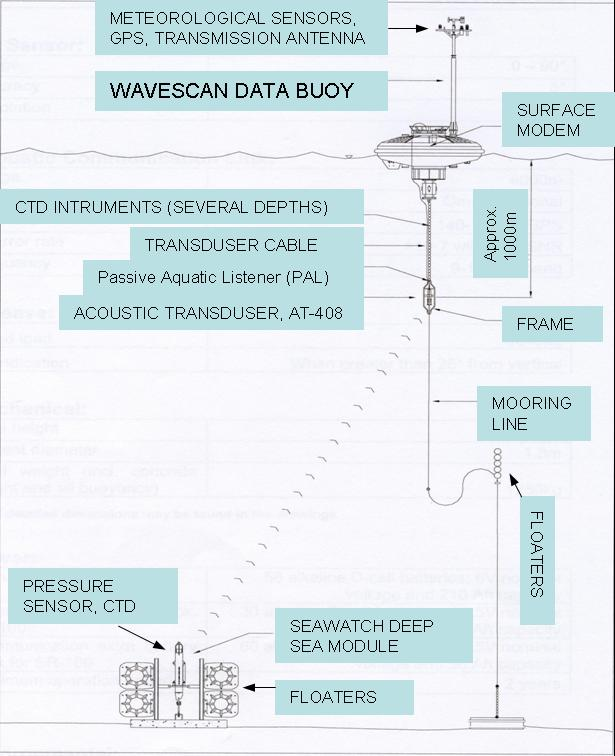 METEOROLOGICAL SENSORS,
GPS, TRANSMISSION ANTENNA
WAVESCAN DATA BUOY
SURFACE
MODEM
CTD INTRUMENTS (SEVERAL DEPTHS)
TRANSDUSER CABLE
Approx.
1000m
Passive Aquatic Listener (PAL)
ACOUSTIC TRANSDUSER, AT-408
FRAME
MOORING
LINE
FLOATERS
PRESSURE
SENSOR, CTD
SEAWATCH DEEP
SEA MODULE
FLOATERS